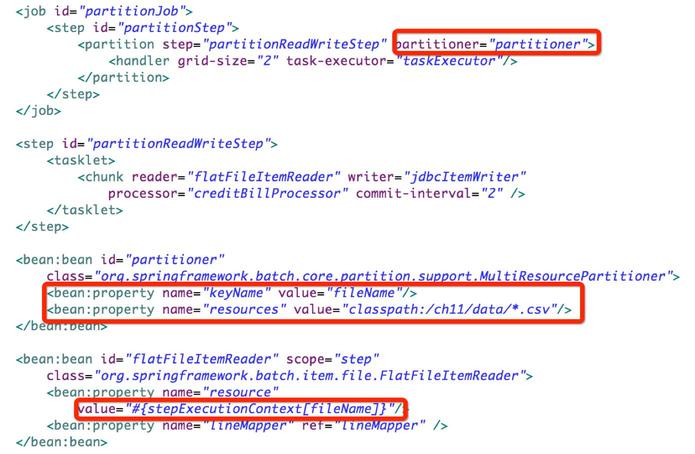 <job id="partitionJob">
<step id="partitionStep">
<partition step="partitionReadWriteStep" partitioner="partitioner">
<handler grid-size="2" task-executor="taskExecutor"/>
</partition>
</step>
</job>
<step id="partitionReadWriteStep">
<tasklet>
<chunk reader="flatFileItemReader" writer="jdbcItemWriter"
processor="creditBillProcessor" commit-interval="2" />
</tasklet>
</step>
<bean:bean id="partitioner"
class="org.springframework.batch.core.partition.support.MultiResourcePartitioner">
<bean:property name="keyName" value="fileName"/>
<bean:property name="resources" value="classpath:/ch11/data/*.csv"/>
</bean:bean>
<bean:bean id="flatFileItemReader" scope="step"
class="org.springframework.batch.item.file.FlatFileItemReader">
<bean:property name="resource"
value="#{stepExecutionContext[fileName]}"/>
<bean:property name="lineMapper" ref="lineMapper" />
</bean:bean>